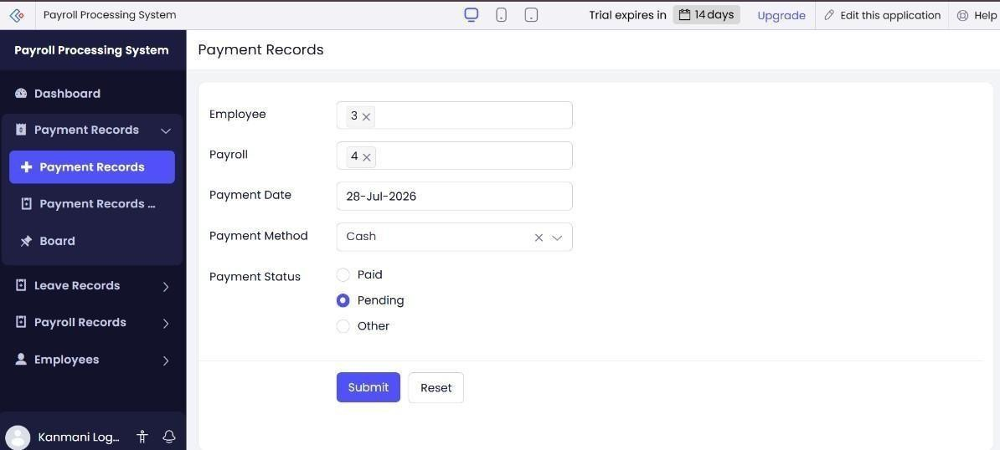 Payroll Processing System
Trial expires in 14 days Upgrade Edit this application Help
Payroll Processing System
Dashboard
Payment Records
Payment Records
Payment Records ...
Board
Leave Records
Payroll Records
Employees
Kanmani Log...
Payment Records
Employee 3
Payroll 4
Payment Date 28-Jul-2026
Payment Method Cash
Payment Status Paid
Pending
Other
Submit Reset